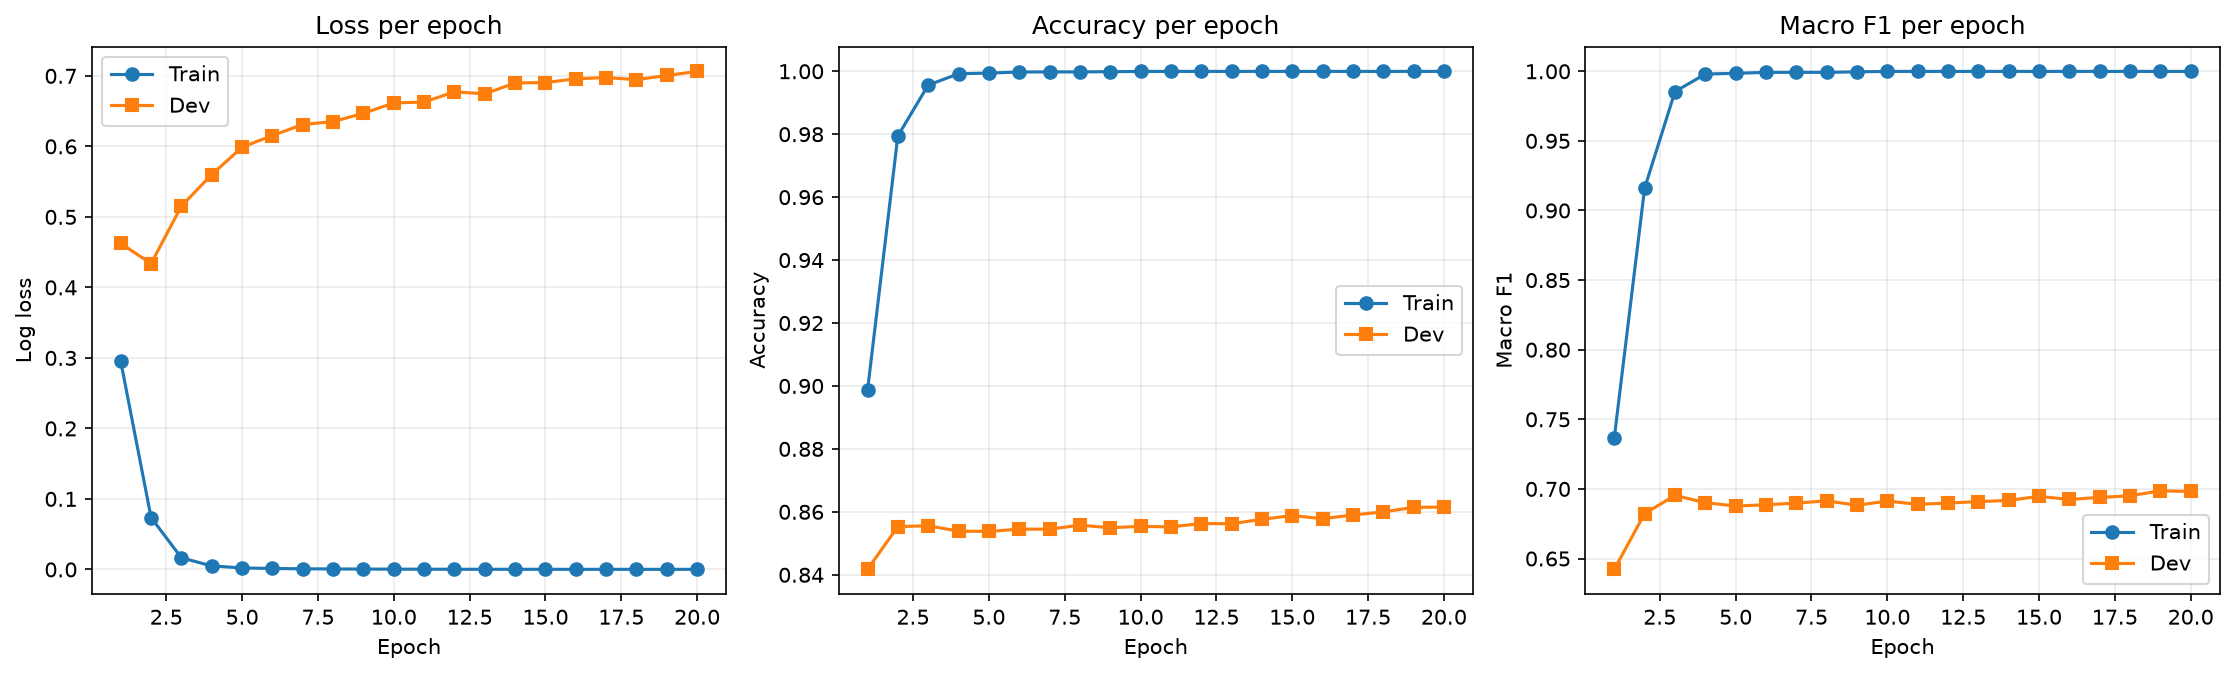 Loss per epoch
Train
Dev
0.7
0.6
0.5
0.4
0.3
0.2
0.1
0.0
Log loss
2.5 5.0 7.5 10.0 12.5 15.0 17.5 20.0
Epoch
Accuracy per epoch
1.00
0.98
0.96
0.94
0.92
0.90
0.88
0.86
0.84
Accuracy
Train
Dev
2.5 5.0 7.5 10.0 12.5 15.0 17.5 20.0
Epoch
Macro F1 per epoch
1.00
0.95
0.90
0.85
0.80
0.75
0.70
0.65
Macro F1
Train
Dev
2.5 5.0 7.5 10.0 12.5 15.0 17.5 20.0
Epoch